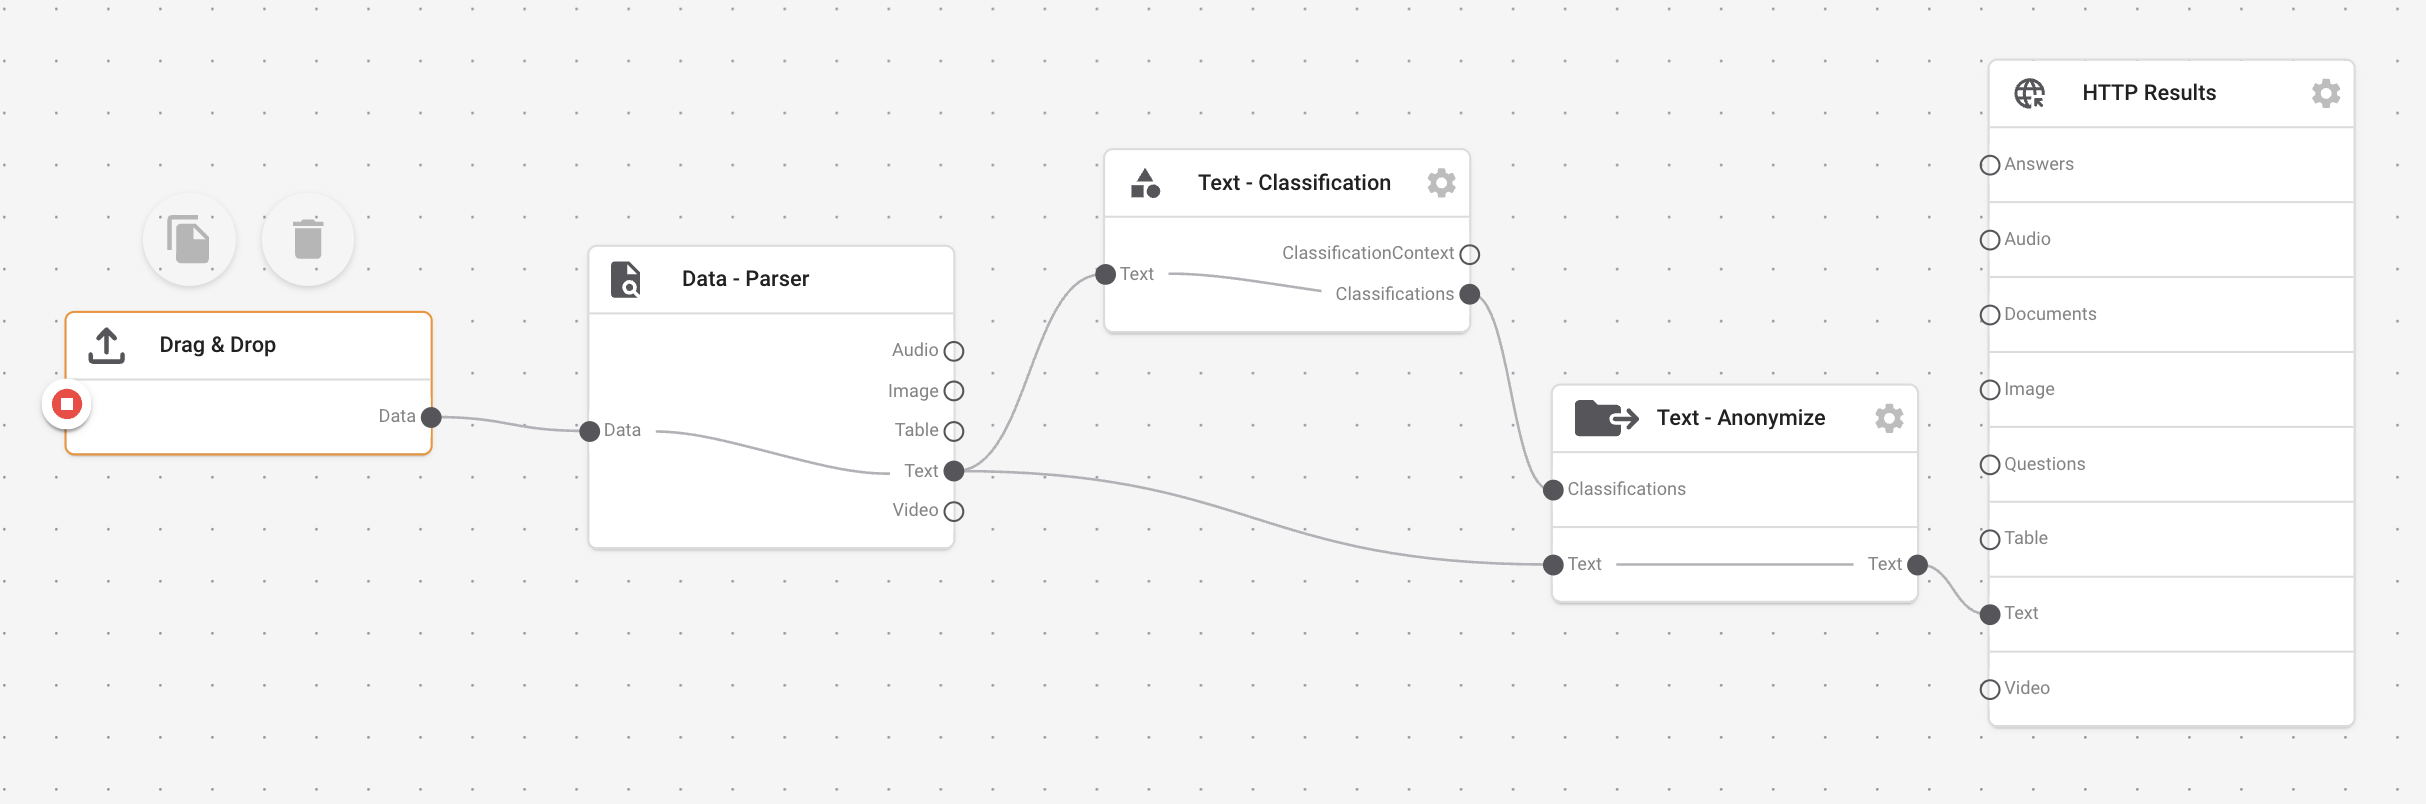 Drag & Drop
Data
Data - Parser
Audio
Image
Table
Data
Text
Video
Text - Classification
ClassificationContext
Text
Classifications
Text - Anonymize
Classifications
Text
Text
HTTP Results
Answers
Audio
Documents
Image
Questions
Table
Text
Video